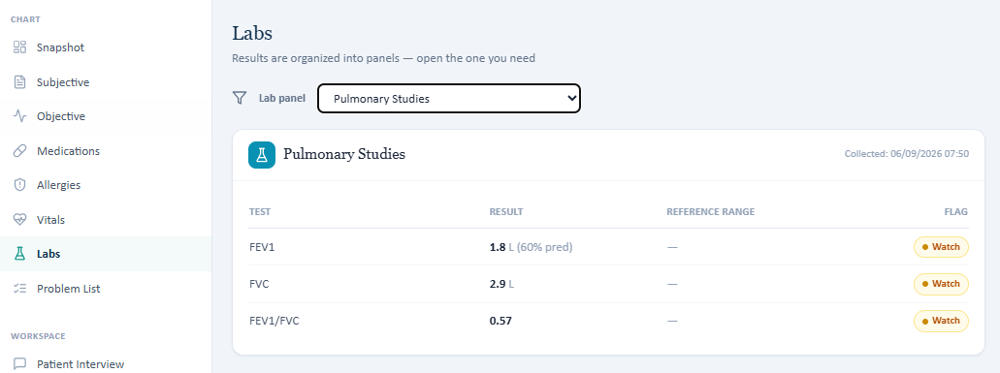 CHART
Snapshot
Subjective
Objective
Medications
Allergies
Vitals
Labs
Problem List
WORKSPACE
Patient Interview
Labs
Results are organized into panels — open the one you need
Lab panel Pulmonary Studies
Pulmonary Studies Collected: 06/09/2026 07:50
TEST RESULT REFERENCE RANGE FLAG
FEV1 1.8 L (60% pred) — Watch
FVC 2.9 L — Watch
FEV1/FVC 0.57 — Watch